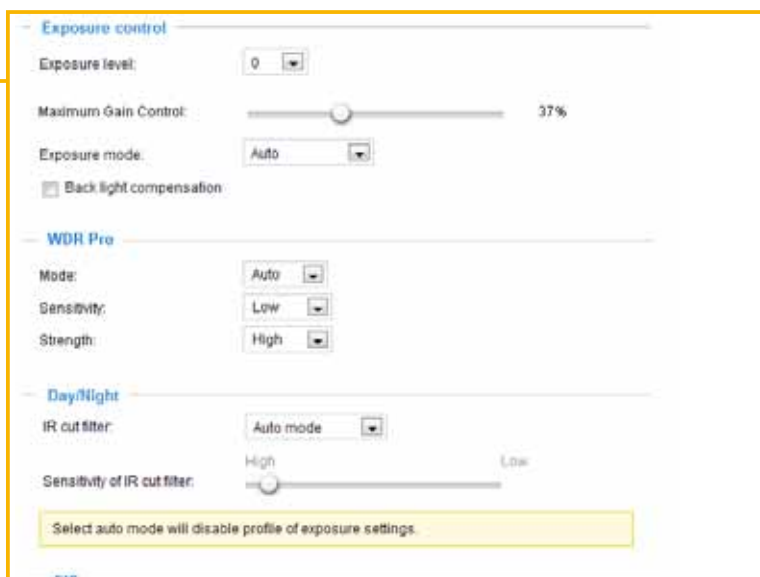 Exposure control
Exposure level: 0
Maximum Gain Control: 37%
Exposure mode: Auto
Back light compensation
WDR Pro
Mode: Auto
Sensitivity: Low
Strength: High
Day/Night
IR cut filter: Auto mode
High Low
Sensitivity of IR cut filter:
Select auto mode will disable profile of exposure settings.